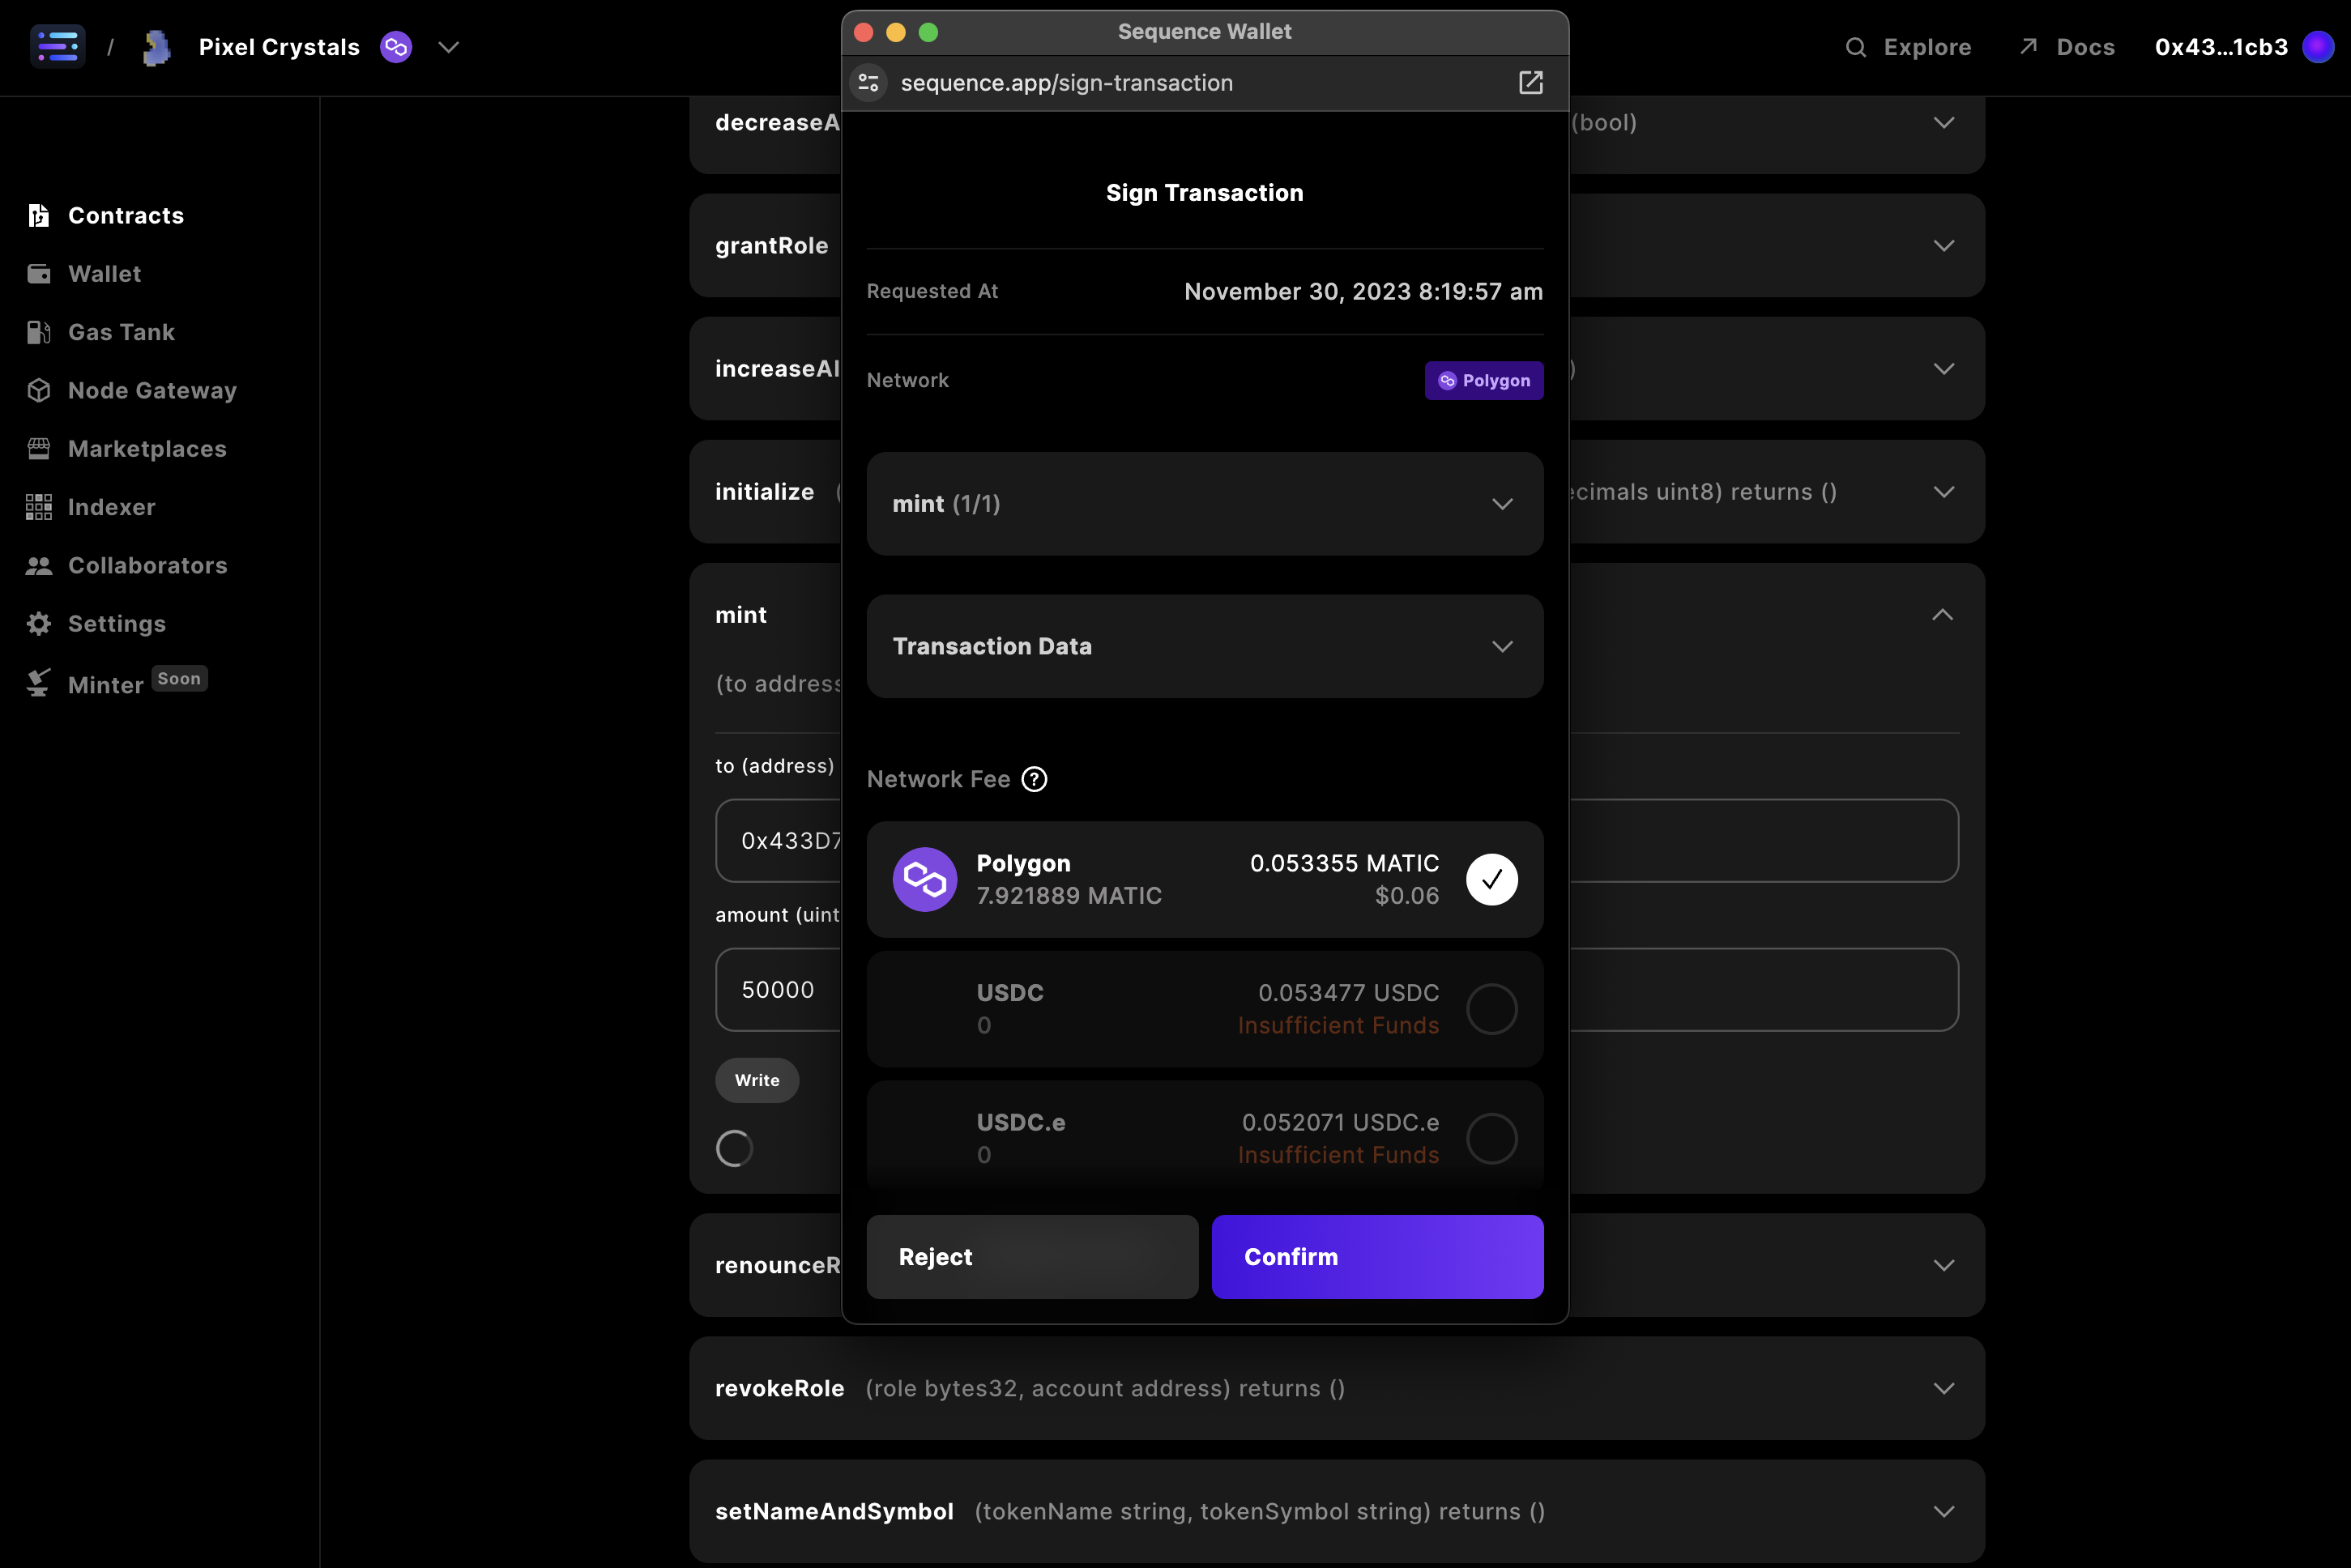 / Pixel Crystals
Explore Docs 0x43...1cb3
Contracts
Wallet
Gas Tank
Node Gateway
Marketplaces
Indexer
Collaborators
Settings
Minter Soon
Sequence Wallet
sequence.app/sign-transaction
Sign Transaction
Requested At November 30, 2023 8:19:57 am
Network Polygon
mint (1/1)
Transaction Data
Network Fee ?
Polygon 0.053355 MATIC
7.921889 MATIC $0.06
USDC 0.053477 USDC
0 Insufficient Funds
USDC.e 0.052071 USDC.e
0 Insufficient Funds
Reject Confirm
decreaseA (bool)
grantRole
increaseAl )
initialize ( ecimals uint8) returns ()
mint
(to address
to (address)
0x433D7
amount (uint
50000
Write
renounceR
revokeRole (role bytes32, account address) returns ()
setNameAndSymbol (tokenName string, tokenSymbol string) returns ()